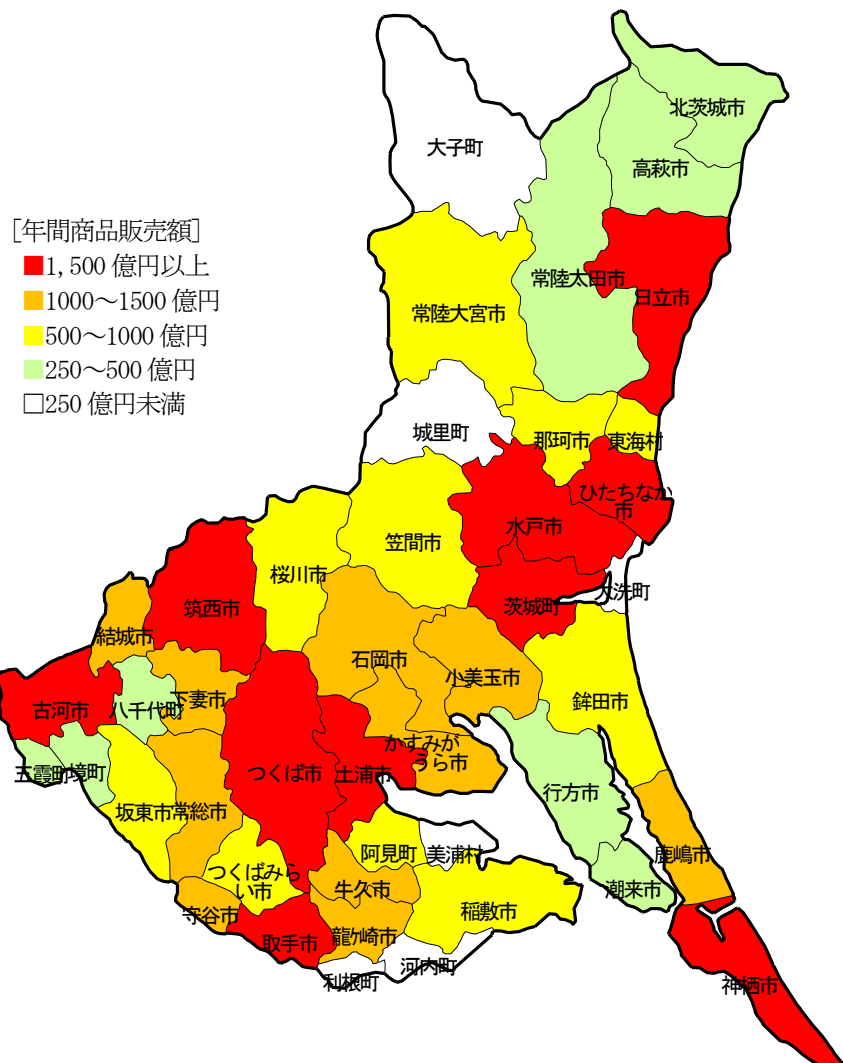 北茨城市
大子町
高萩市
[年間商品販売額]
■1,500 億円以上
常陸太田市
■1000～1500 億円
日立市
常陸大宮市
■500～1000 億円
■250～500 億円
□250 億円未満
城里町
那珂市
東海村
ひたちなか
市
水戸市
笠間市
桜川市
大洗町
茨城町
筑西市
結城市
石岡市
小美玉市
鉾田市
下妻市
古河市
八千代町
かすみが
うら市
つくば市
土浦市
五霞町
境町
行方市
坂東市
常総市
阿見町
美浦村
鹿嶋市
つくばみら
い市
牛久市
潮来市
稲敷市
守谷市
龍ケ崎市
取手市
河内町
利根町
神栖市